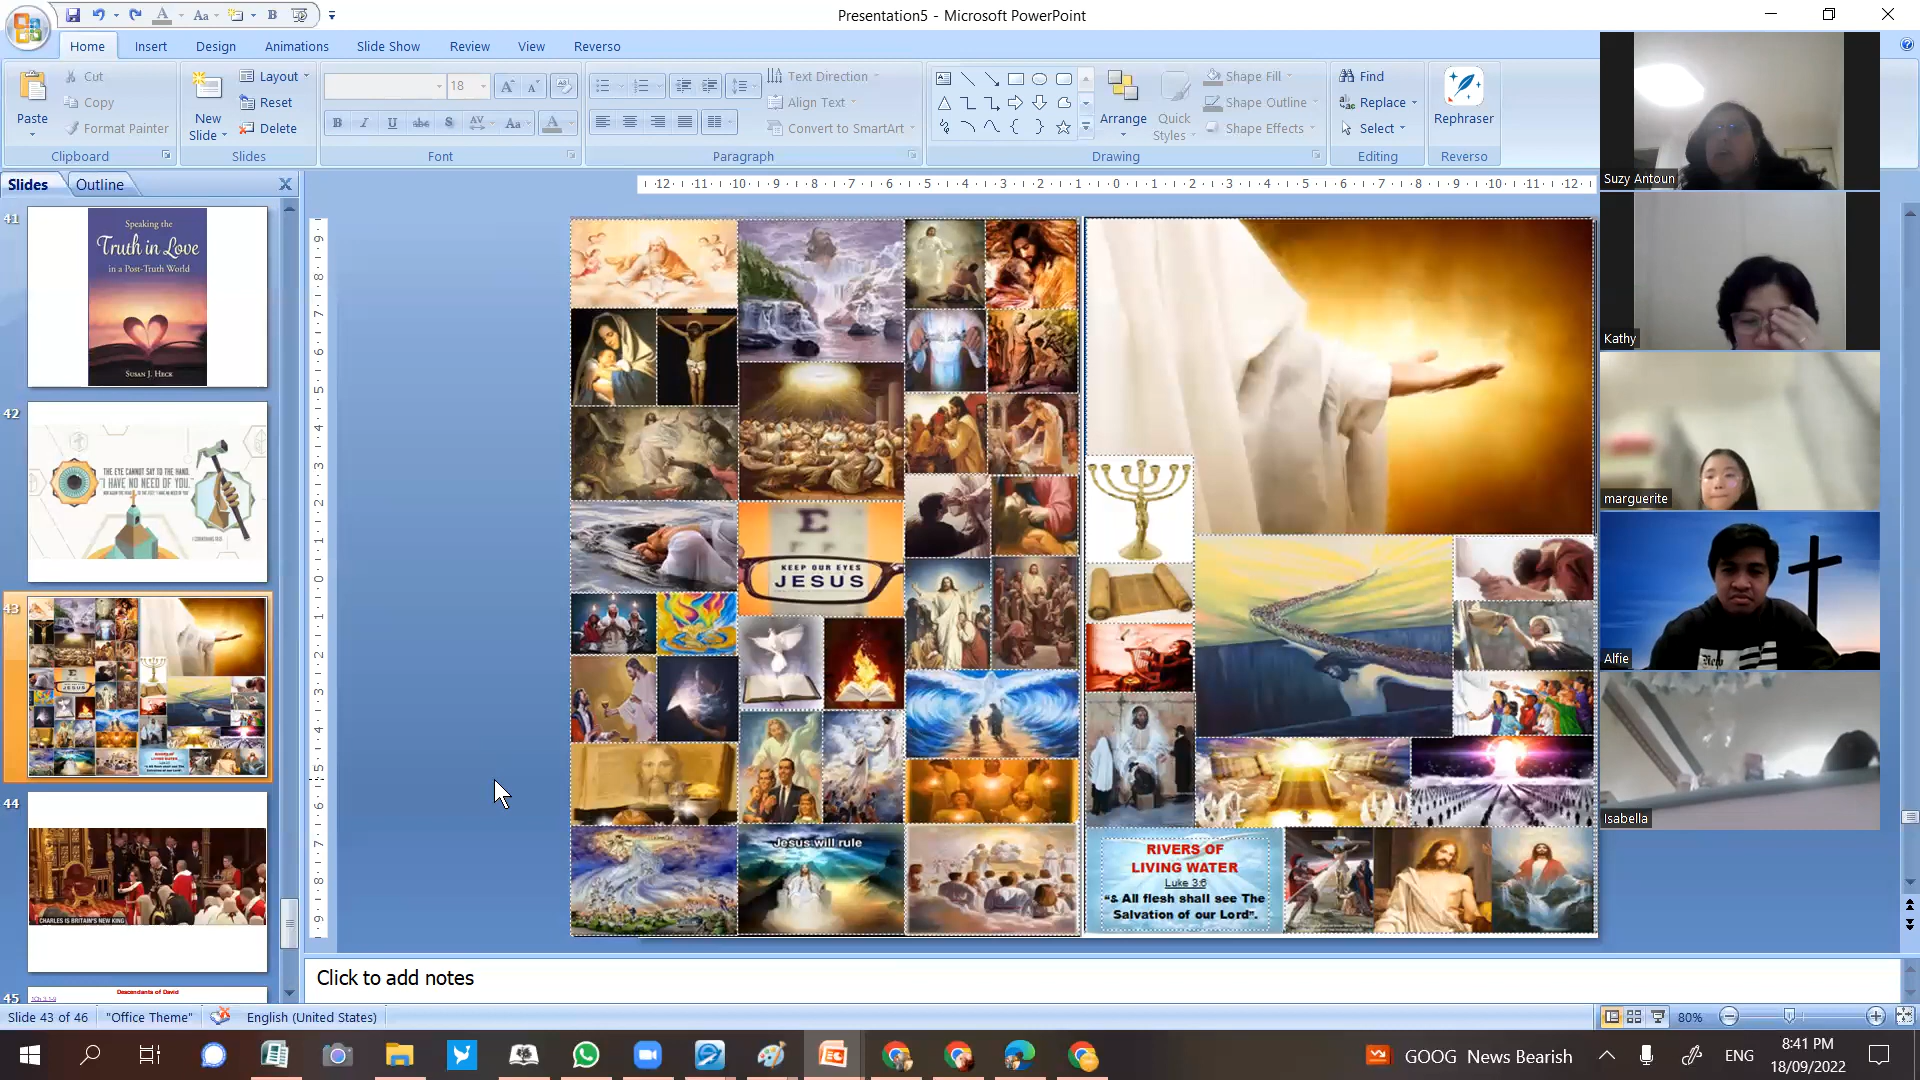 Presentation5 - Microsoft PowerPoint
Home
Insert
Design
Animations
Slide Show
Review
View
Reverso
Paste
Cut
Copy
Format Painter
Clipboard
New
Slide
Layout
Reset
Delete
Slides
18
Font
Text Direction
Align Text
Convert to SmartArt
Paragraph
Arrange
Quick
Styles
Shape Fill
Shape Outline
Shape Effects
Drawing
Find
Replace
Select
Editing
Rephraser
Reverso
Slides
Outline
41
Speaking the
Truth in Love
in a Post-Truth World
SUSAN J. HECK
42
THE EYE CANNOT SAY TO THE HAND,
"I HAVE NO NEED OF YOU."
43
44
CHARLES IS BRITAIN'S NEW KING
45
Descendants of David
E
F P
KEEP OUR EYES
JESUS
Jesus will rule
RIVERS OF
LIVING WATER
Luke 3:6
"& All flesh shall see The
Salvation of our Lord".
Suzy Antoun
Kathy
marguerite
Alfie
Isabella
Click to add notes
Slide 43 of 46
"Office Theme"
English (United States)
80%
GOOG News Bearish
ENG
8:41 PM
18/09/2022